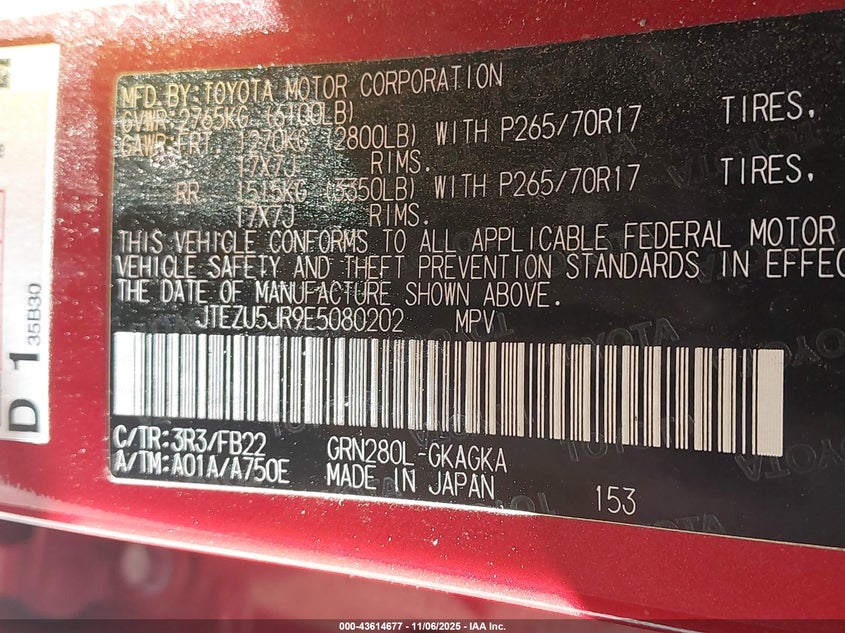 MFD.BY:TOYOTA MOTOR CORPORATION
GVWR:2765KG (6100LB)
GAWR:FRT. 1270KG (2800LB) WITH P265/70R17 TIRES,
17X7J RIMS.
RR 1515KG (3350LB) WITH P265/70R17 TIRES,
17X7J RIMS.
THIS VEHICLE CONFORMS TO ALL APPLICABLE FEDERAL MOTOR
VEHICLE SAFETY AND THEFT PREVENTION STANDARDS IN EFFEC
THE DATE OF MANUFACTURE SHOWN ABOVE.
JTEZU5JR9E5080202 MPV
C/TR:3R3/FB22 GRN280L-GKAGKA
A/TM:A01A/A750E MADE IN JAPAN
153
D 1 35B30
TOYOTA
000-43614677 - 11/06/2025 - IAA Inc.